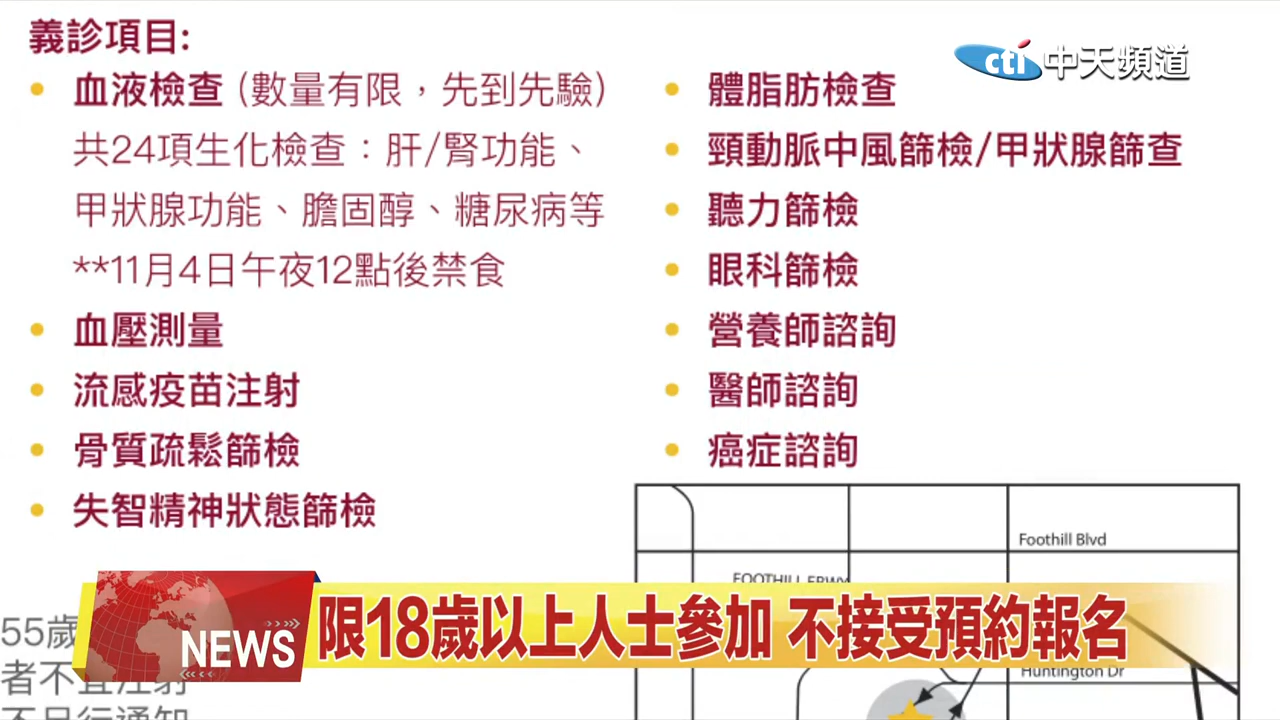 義診項目:
• 血液檢查 (數量有限，先到先驗)
共24項生化檢查：肝/腎功能、
甲狀腺功能、膽固醇、糖尿病等
**11月4日午夜12點後禁食
• 血壓測量
• 流感疫苗注射
• 骨質疏鬆篩檢
• 失智精神狀態篩檢
cti 中天頻道
• 體脂肪檢查
• 頸動脈中風篩檢/甲狀腺篩查
• 聽力篩檢
• 眼科篩檢
• 營養師諮詢
• 醫師諮詢
• 癌症諮詢
Foothill Blvd
FOOTHILL FRWY
55歲
NEWS
限18歲以上人士參加 不接受預約報名
Huntington Dr
者不宜注射